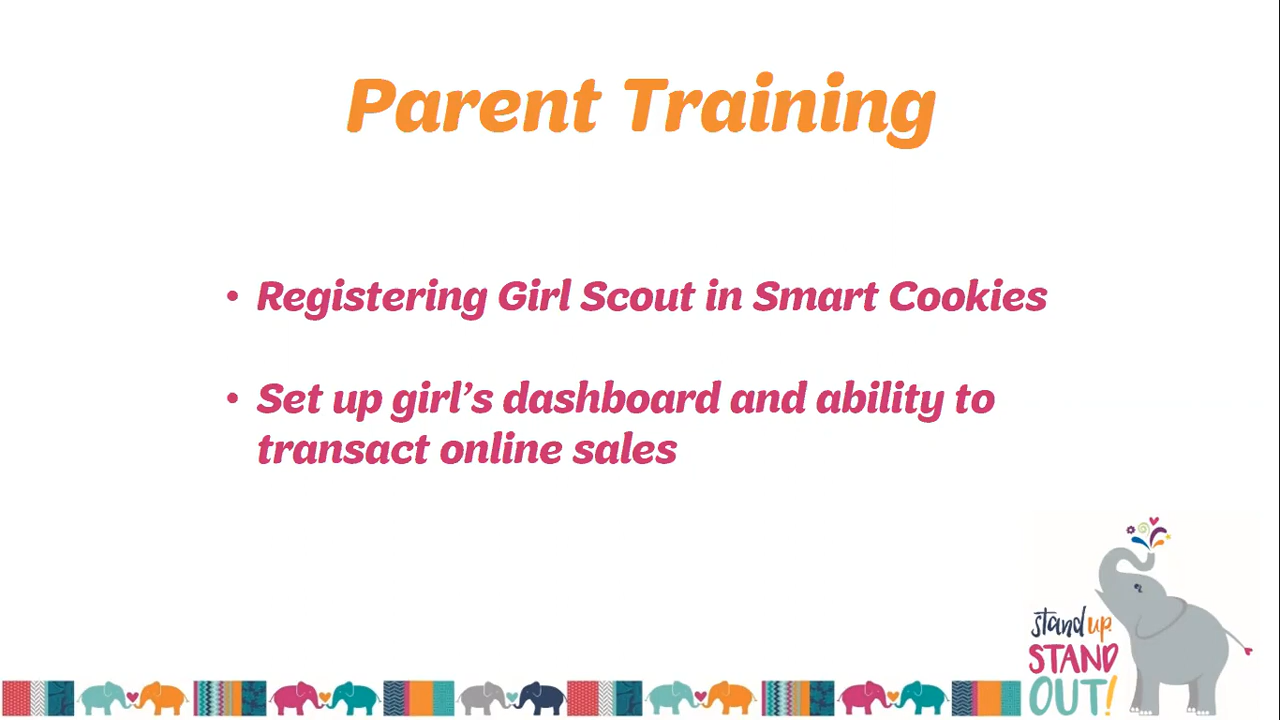 Parent Training
• Registering Girl Scout in Smart Cookies
• Set up girl’s dashboard and ability to
transact online sales
stand up
STAND
OUT!